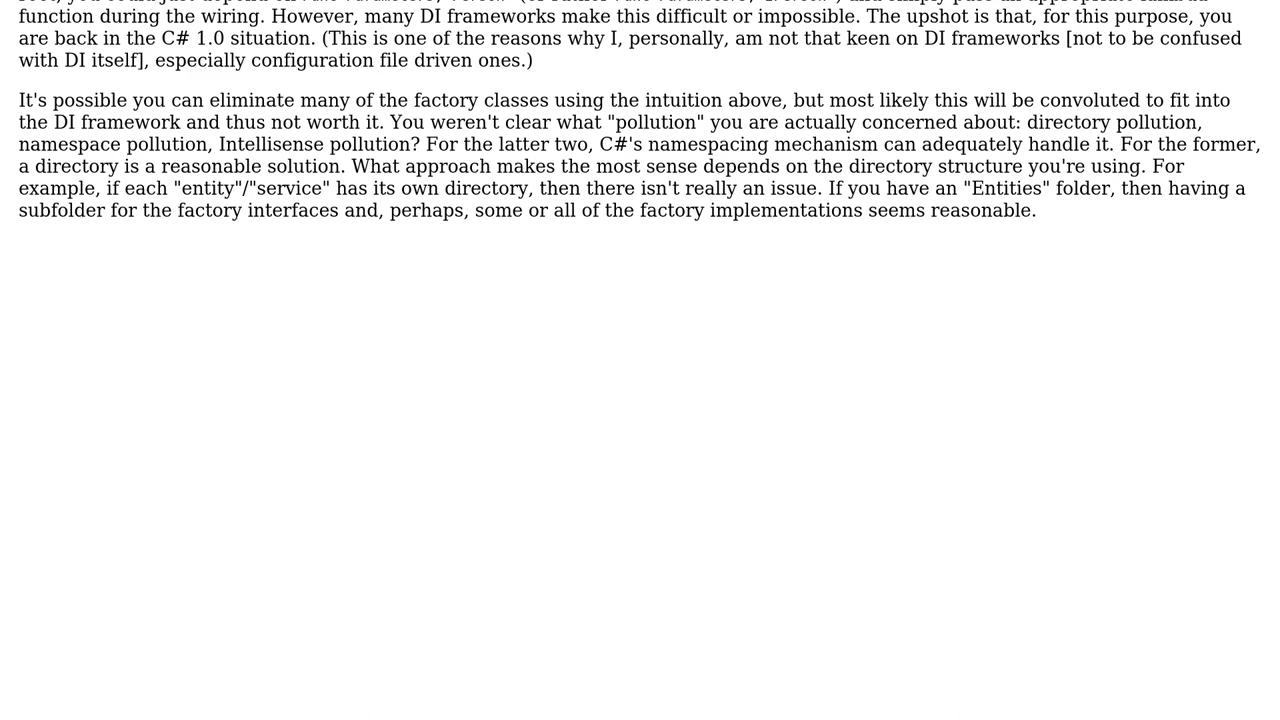 function during the wiring. However, many DI frameworks make this difficult or impossible. The upshot is that, for this purpose, you
are back in the C# 1.0 situation. (This is one of the reasons why I, personally, am not that keen on DI frameworks [not to be confused
with DI itself], especially configuration file driven ones.)
It's possible you can eliminate many of the factory classes using the intuition above, but most likely this will be convoluted to fit into
the DI framework and thus not worth it. You weren't clear what "pollution" you are actually concerned about: directory pollution,
namespace pollution, Intellisense pollution? For the latter two, C#'s namespacing mechanism can adequately handle it. For the former,
a directory is a reasonable solution. What approach makes the most sense depends on the directory structure you're using. For
example, if each "entity"/"service" has its own directory, then there isn't really an issue. If you have an "Entities" folder, then having a
subfolder for the factory interfaces and, perhaps, some or all of the factory implementations seems reasonable.